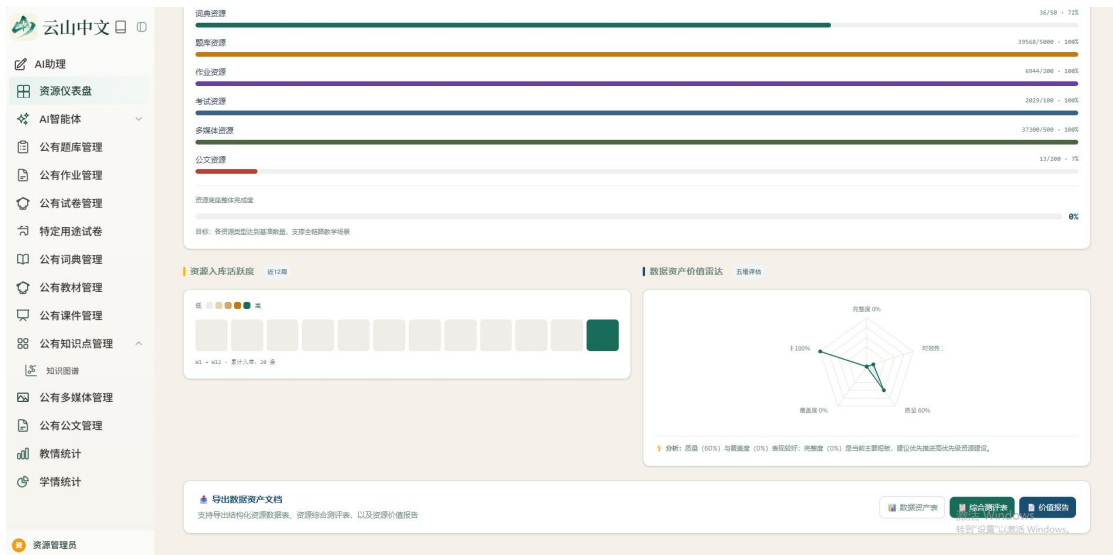 云山中文
AI助理
资源仪表盘
AI智能体
公有题库管理
公有作业管理
公有试卷管理
特定用途试卷
公有词典管理
公有教材管理
公有课件管理
公有知识点管理
知识图谱
公有多媒体管理
公有公文管理
教情统计
学情统计
资 资源管理员
词典资源 36/50 · 72%
题库资源 39568/5000 · 100%
作业资源 6944/200 · 100%
考试资源 2029/100 · 100%
多媒体资源 37300/500 · 100%
公文资源 13/200 · 7%
资源底座整体完成度
0%
目标：各资源类型达到基准数量，支撑全链路教学场景
资源入库活跃度 近12周
低 高
W1 → W12 · 累计入库：20 条
数据资产价值雷达 五维评估
完整度 0%
100%
时效性：
覆盖度 0%
质量 60%
分析：质量（60%）与覆盖度（0%）表现较好；完整度（0%）是当前主要短板，建议优先推进高优先级资源建设。
导出数据资产文档
支持导出结构化资源数据表、资源综合测评表、以及资源价值报告
数据资产表 综合测评表 价值报告
激活 Windows
转到"设置"以激活 Windows。